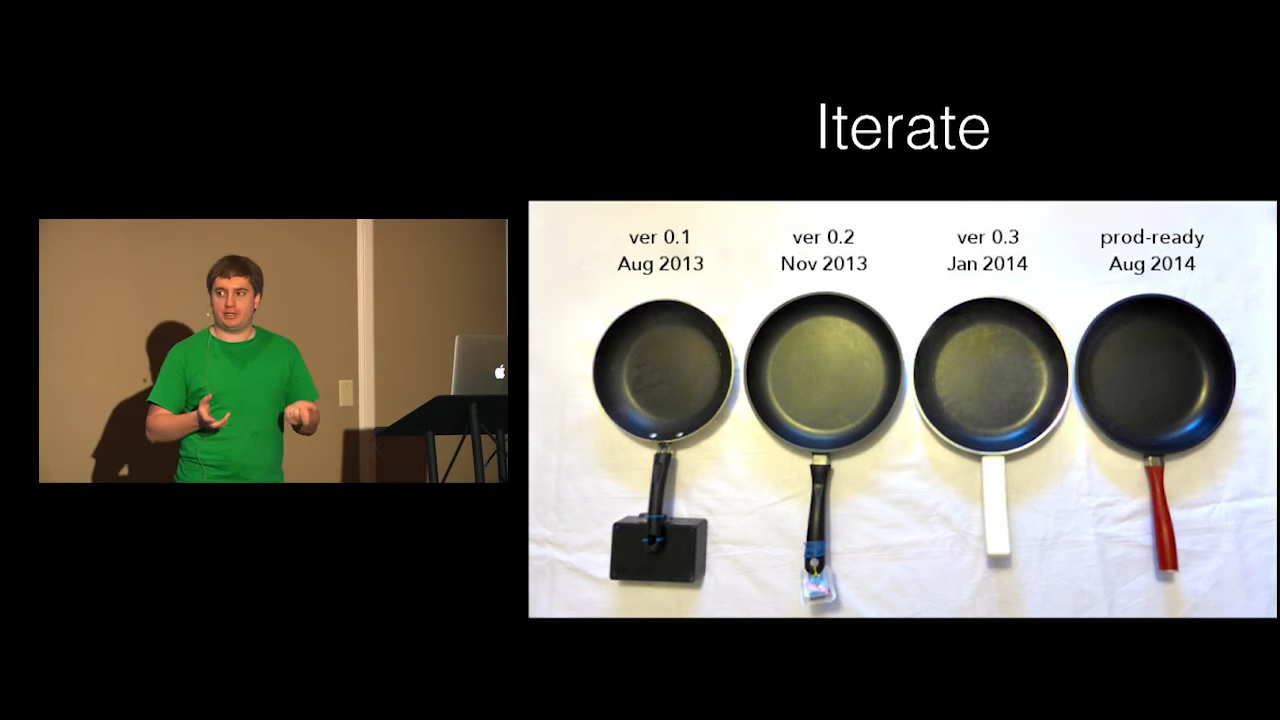 Iterate
ver 0.1
Aug 2013
ver 0.2
Nov 2013
ver 0.3
Jan 2014
prod-ready
Aug 2014